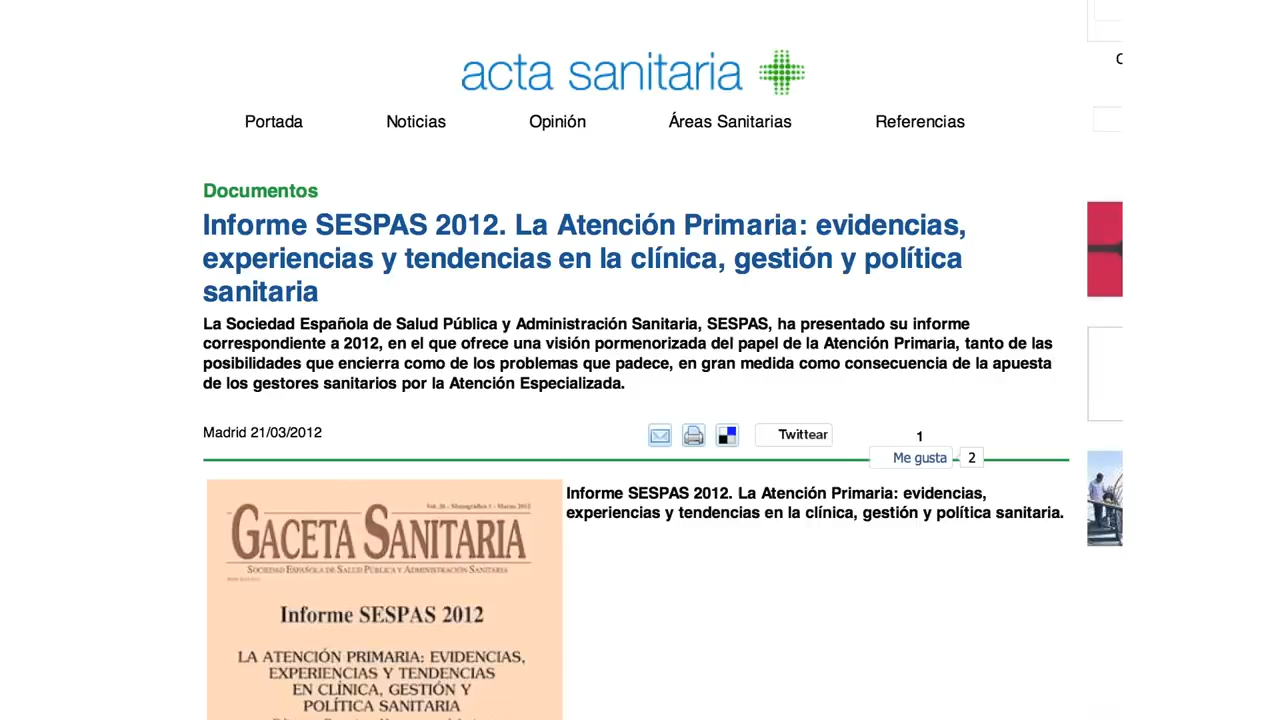 acta sanitaria
Portada Noticias Opinión Áreas Sanitarias Referencias
Documentos
Informe SESPAS 2012. La Atención Primaria: evidencias,
experiencias y tendencias en la clínica, gestión y política
sanitaria
La Sociedad Española de Salud Pública y Administración Sanitaria, SESPAS, ha presentado su informe
correspondiente a 2012, en el que ofrece una visión pormenorizada del papel de la Atención Primaria, tanto de las
posibilidades que encierra como de los problemas que padece, en gran medida como consecuencia de la apuesta
de los gestores sanitarios por la Atención Especializada.
Madrid 21/03/2012
Twittear
1
Me gusta 2
Informe SESPAS 2012. La Atención Primaria: evidencias,
experiencias y tendencias en la clínica, gestión y política sanitaria.
Vol. 26 - Monográfico 1 - Marzo 2012
GACETA SANITARIA
SOCIEDAD ESPAÑOLA DE SALUD PÚBLICA Y ADMINISTRACIÓN SANITARIA
Informe SESPAS 2012
LA ATENCIÓN PRIMARIA: EVIDENCIAS,
EXPERIENCIAS Y TENDENCIAS
EN CLÍNICA, GESTIÓN Y
POLÍTICA SANITARIA